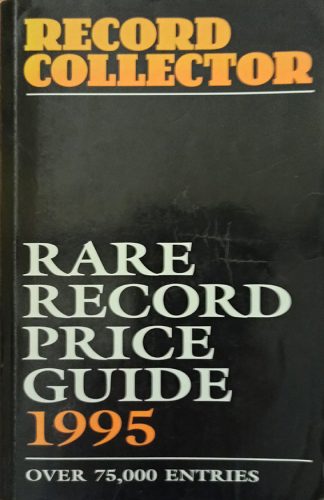 RECORD
COLLECTOR
RARE
RECORD
PRICE
GUIDE
1995
OVER 75,000 ENTRIES